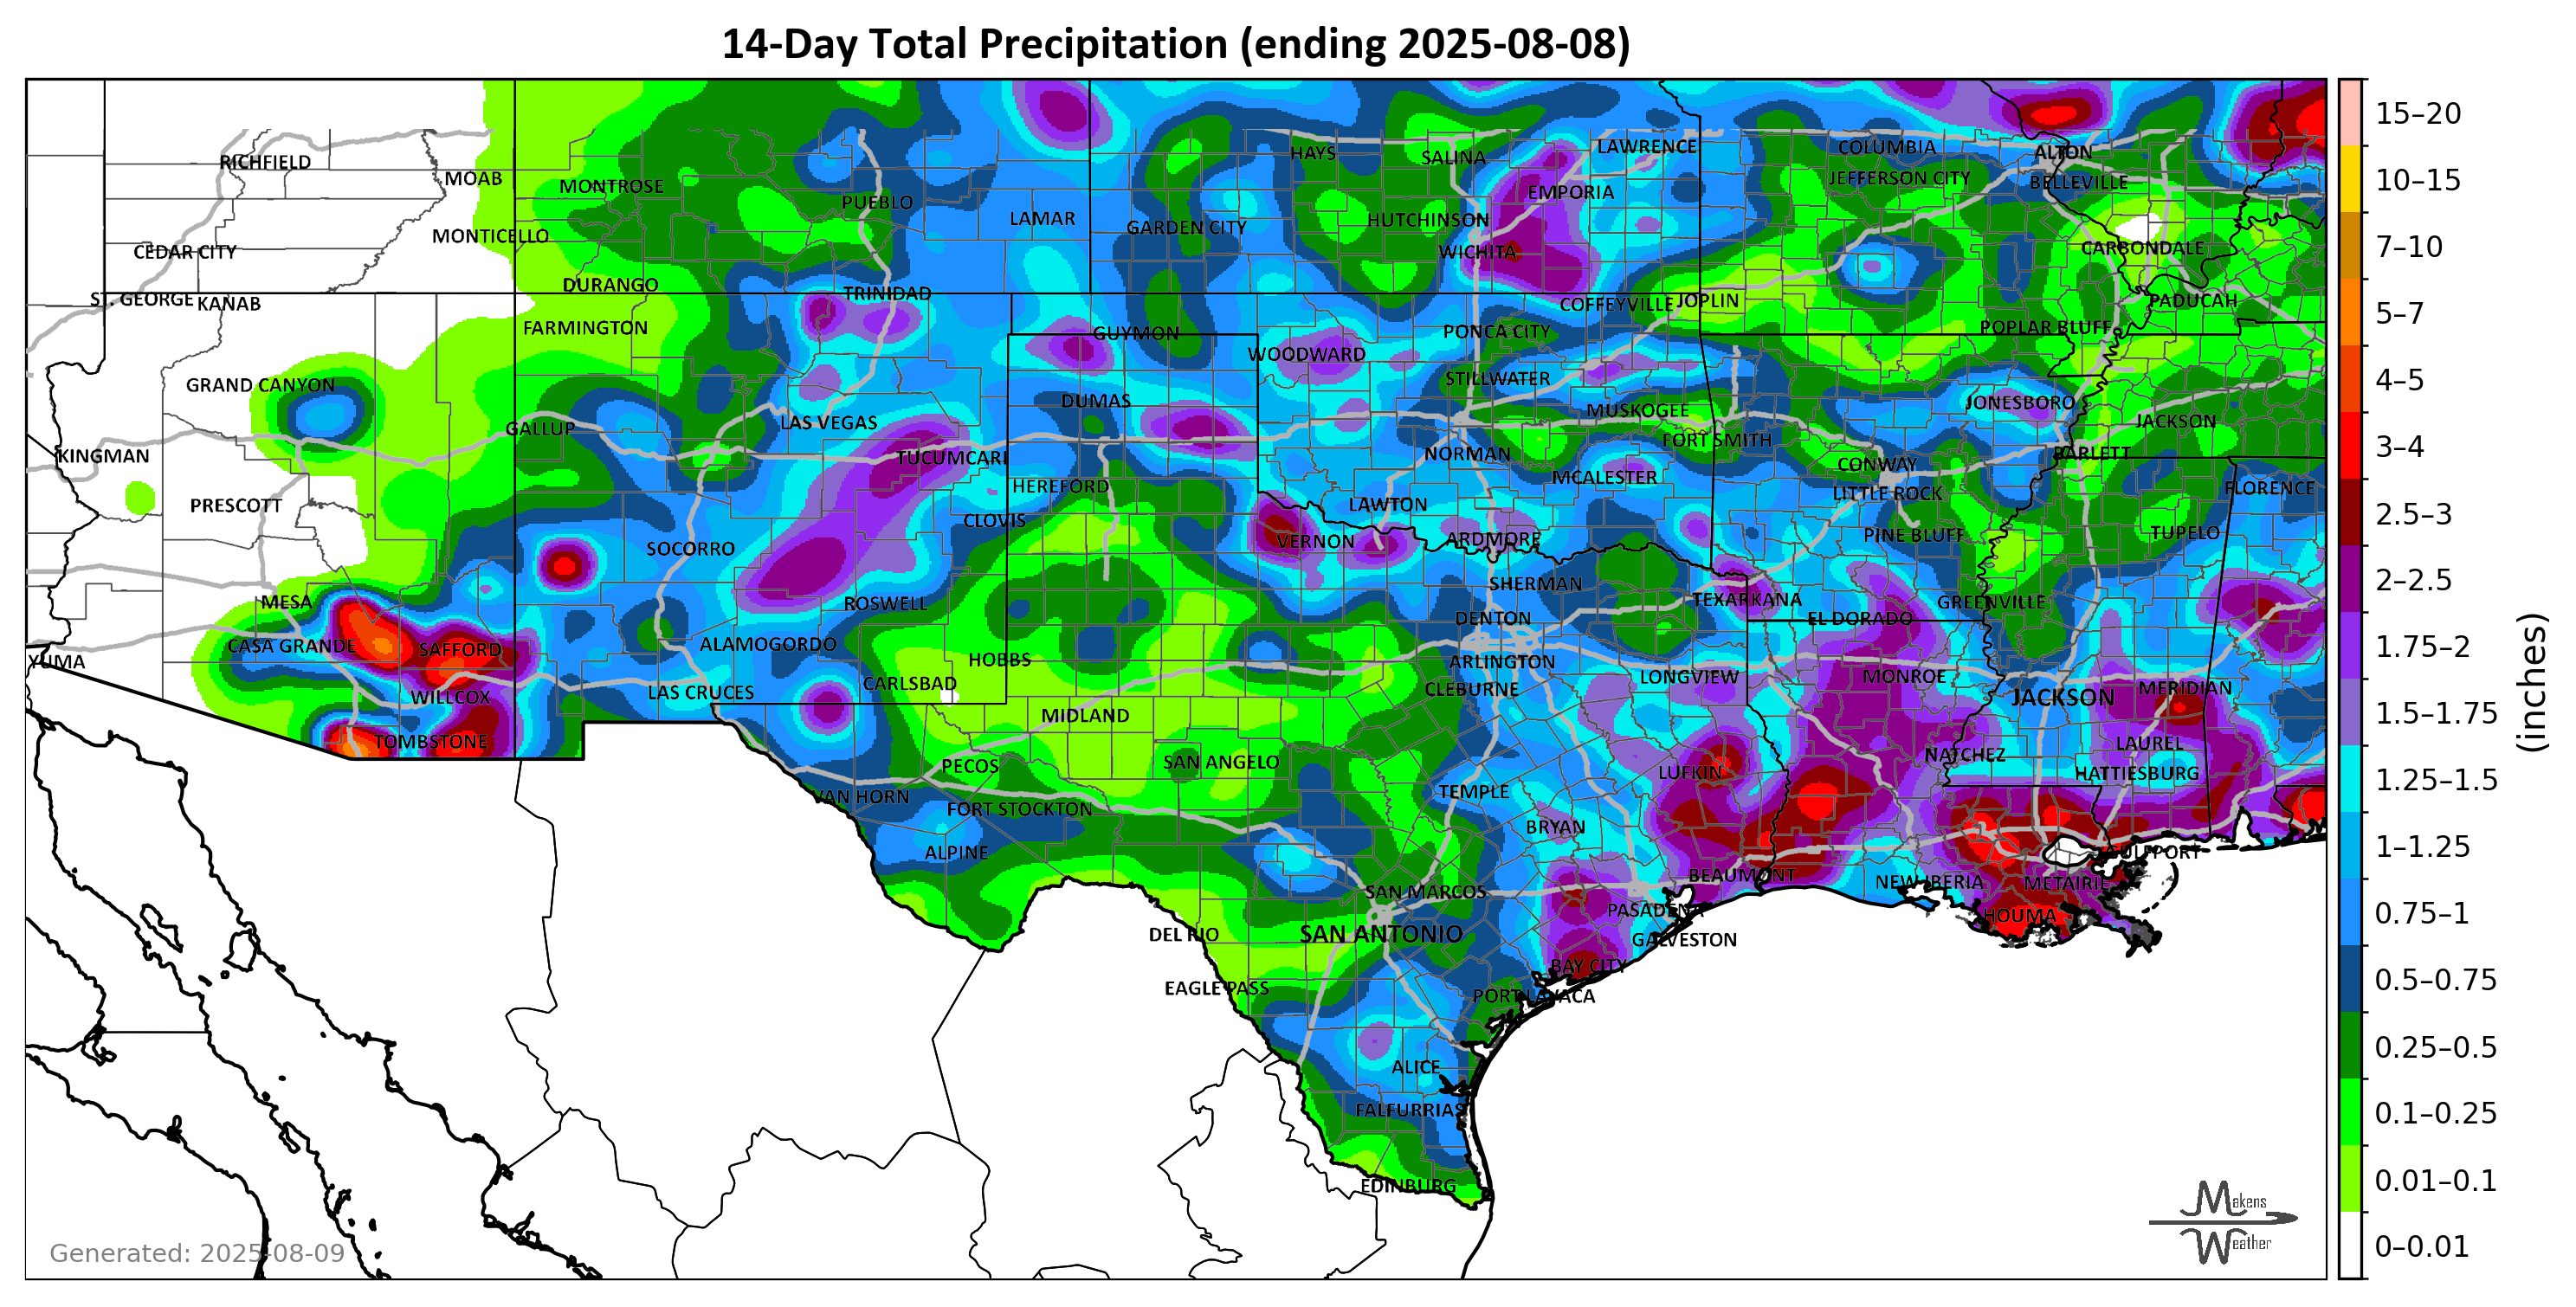 14-Day Total Precipitation (ending 2025-08-08)
RICHFIELD
MOAB
MONTROSE
PUEBLO
LAMAR
GARDEN CITY
HAYS
SALINA
LAWRENCE
EMPORIA
HUTCHINSON
WICHITA
COLUMBIA
JEFFERSON CITY
ALTON
BELLEVILLE
CARBONDALE
MONTICELLO
CEDAR CITY
DURANGO
ST. GEORGE
KANAB
TRINIDAD
COFFEYVILLE
JOPLIN
PADUCAH
FARMINGTON
GUYMON
PONCA CITY
POPLAR BLUFF
WOODWARD
GRAND CANYON
STILLWATER
DUMAS
MUSKOGEE
JONESBORO
JACKSON
GALLUP
LAS VEGAS
FORT SMITH
KINGMAN
TUCUMCARI
NORMAN
BARLETT
CONWAY
MCALESTER
HEREFORD
LITTLE ROCK
FLORENCE
PRESCOTT
LAWTON
CLOVIS
PINE BLUFF
TUPELO
SOCORRO
VERNON
ARDMORE
SHERMAN
MESA
ROSWELL
TEXARKANA
GREENVILLE
DENTON
EL DORADO
CASA GRANDE
SAFFORD
ALAMOGORDO
YUMA
HOBBS
ARLINGTON
LONGVIEW
MONROE
CARLSBAD
CLEBURNE
LAS CRUCES
WILLCOX
JACKSON
MERIDIAN
MIDLAND
TOMBSTONE
LAUREL
NATCHEZ
PECOS
SAN ANGELO
LUFKIN
HATTIESBURG
VAN HORN
FORT STOCKTON
TEMPLE
BRYAN
ALPINE
GULFPORT
BEAUMONT
NEW IBERIA
METAIRIE
SAN MARCOS
PASADENA
HOUMA
DEL RIO
SAN ANTONIO
GALVESTON
BAY CITY
EAGLE PASS
PORT LAVACA
ALICE
FALFURRIAS
EDINBURG
Generated: 2025-08-09
Makens
Weather
15–20
10–15
7–10
5–7
4–5
3–4
2.5–3
2–2.5
1.75–2
1.5–1.75
1.25–1.5
1–1.25
0.75–1
0.5–0.75
0.25–0.5
0.1–0.25
0.01–0.1
0–0.01
(inches)